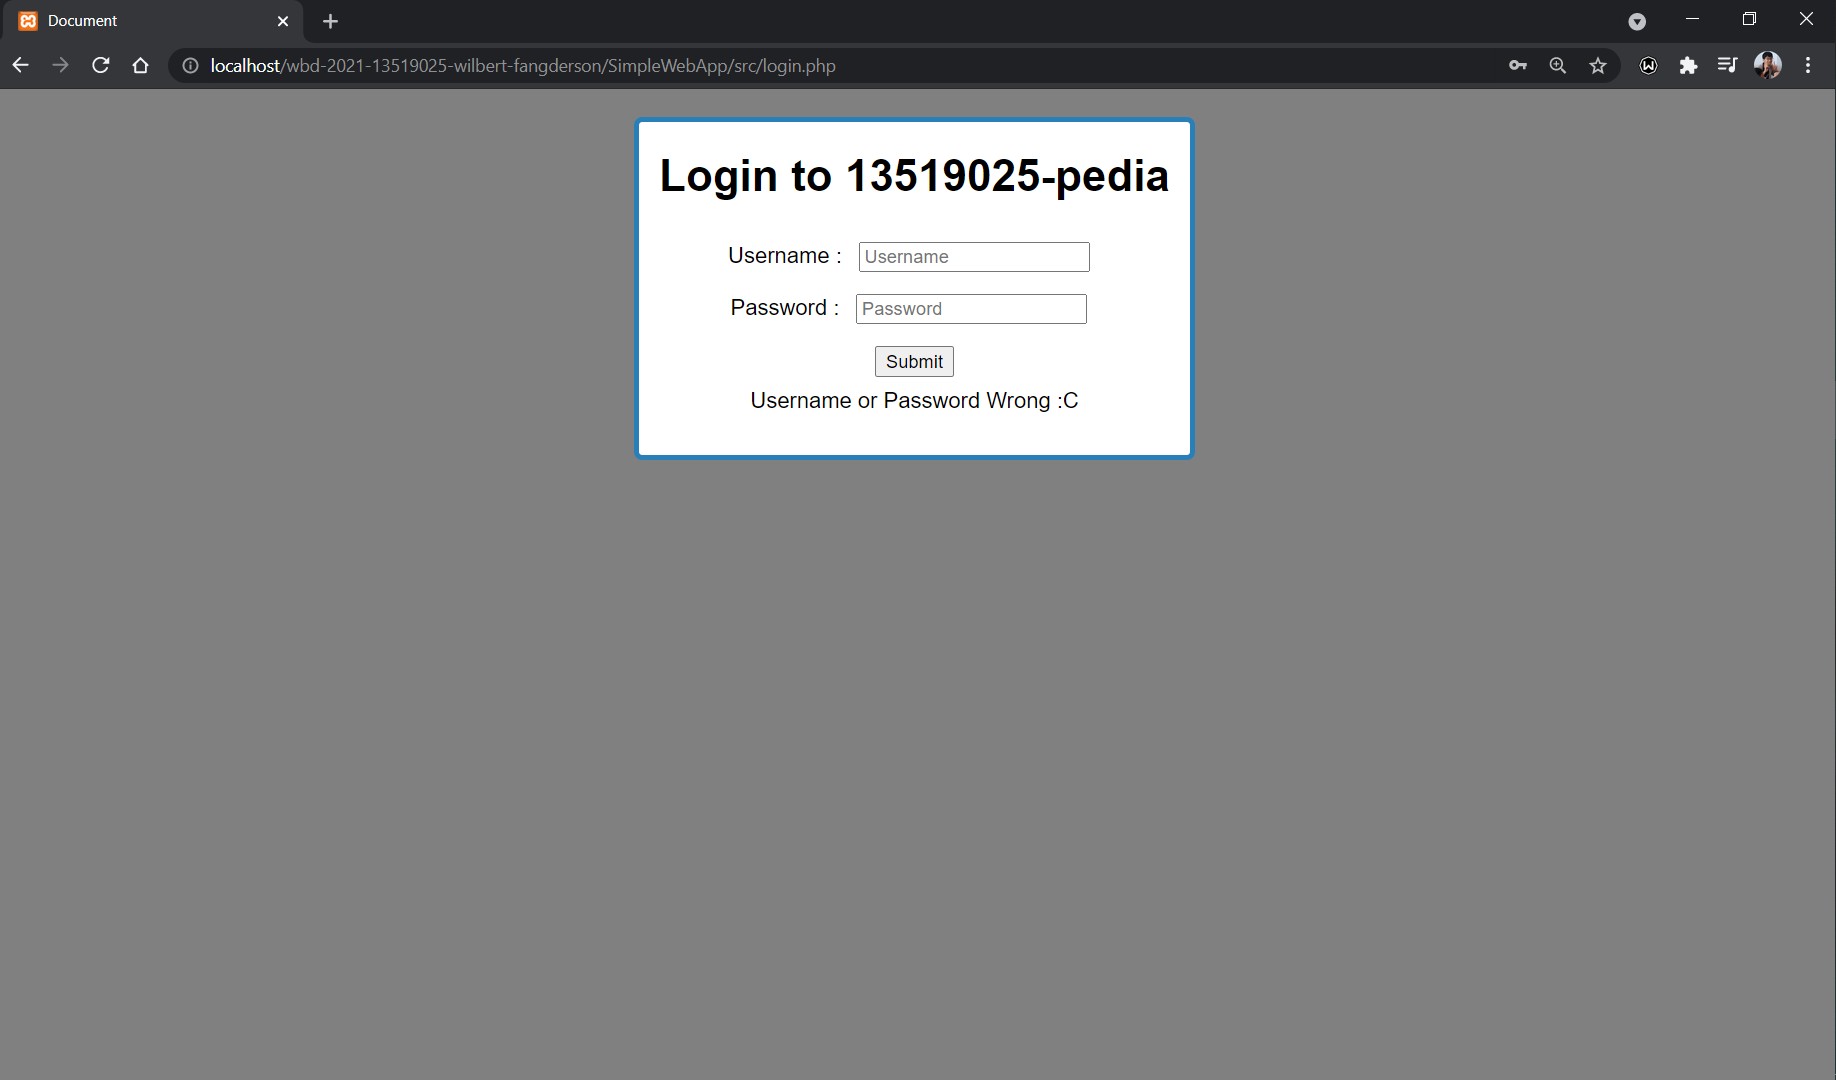 Document
localhost/wbd-2021-13519025-wilbert-fangderson/SimpleWebApp/src/login.php
Login to 13519025-pedia
Username : Username
Password : Password
Submit
Username or Password Wrong :C